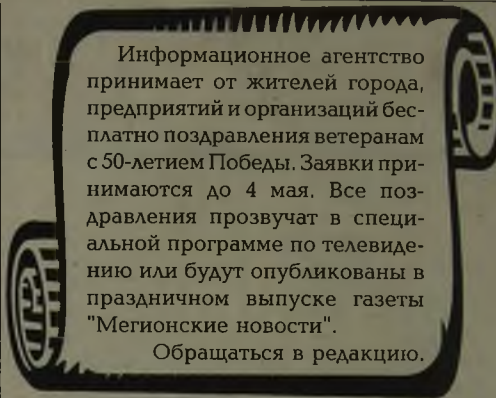 Информационное агентство
принимает от жителей города,
предприятий и организаций бес-
платно поздравления ветеранам
с 50-летием Победы. Заявки при-
нимаются до 4 мая. Все поз-
дравления прозвучат в специ-
альной программе по телевиде-
нию или будут опубликованы в
праздничном выпуске газеты
"Мегионские новости".
Обращаться в редакцию.